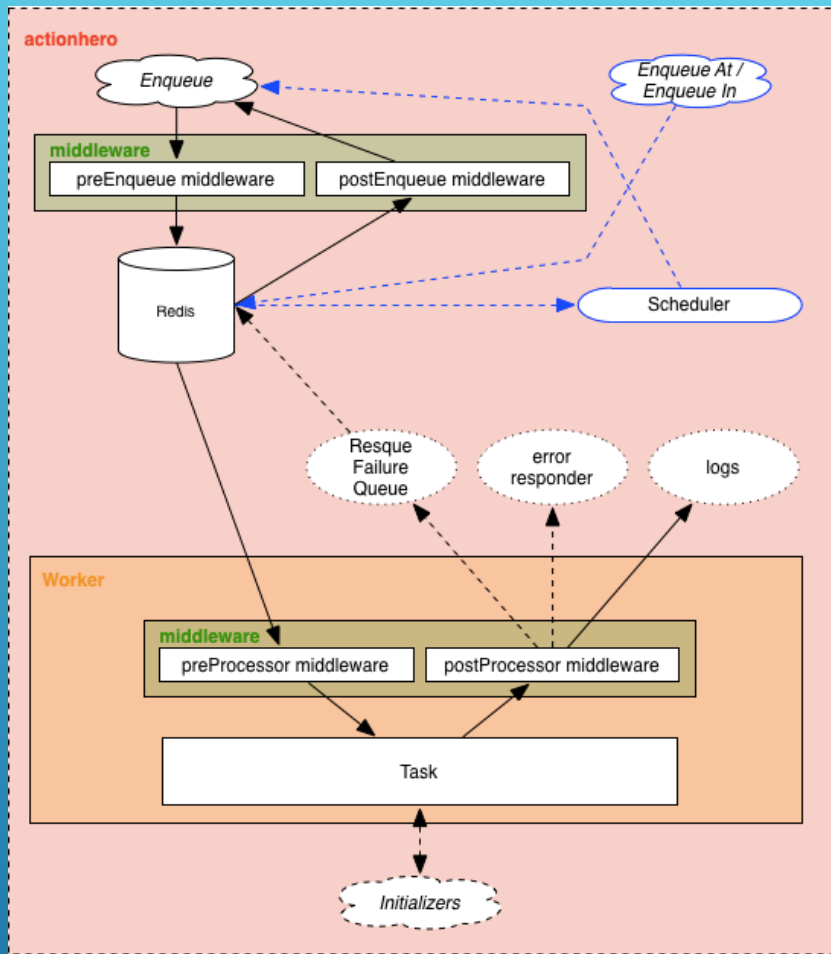 actionhero
Enqueue
Enqueue At /
Enqueue In
middleware
preEnqueue middleware
postEnqueue middleware
Redis
Scheduler
Resque
Failure
Queue
error
responder
logs
Worker
middleware
preProcessor middleware
postProcessor middleware
Task
Initializers